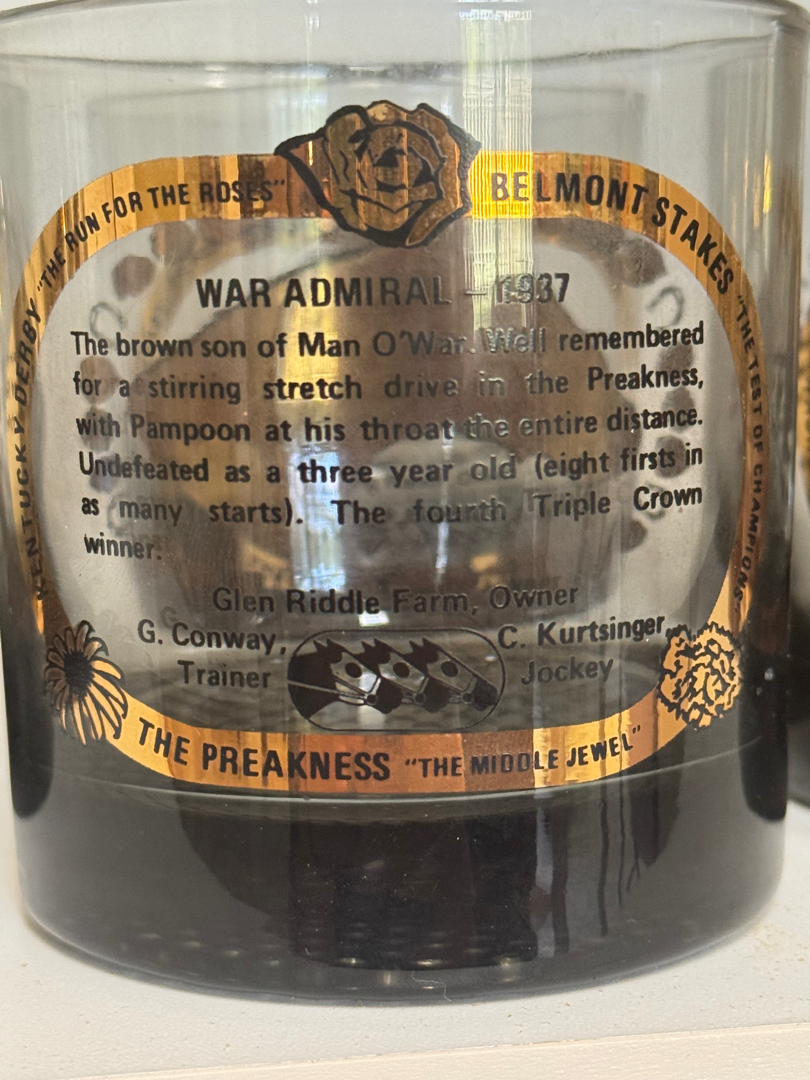 KENTUCKY DERBY "THE RUN FOR THE ROSES"
BELMONT STAKES "THE TEST OF CHAMPIONS"
WAR ADMIRAL – 1937
The brown son of Man O'War. Well remembered
for a stirring stretch drive in the Preakness,
with Pampoon at his throat the entire distance.
Undefeated as a three year old (eight firsts in
as many starts). The fourth Triple Crown
winner.
Glen Riddle Farm, Owner
G. Conway,
Trainer
C. Kurtsinger,
Jockey
THE PREAKNESS "THE MIDDLE JEWEL"